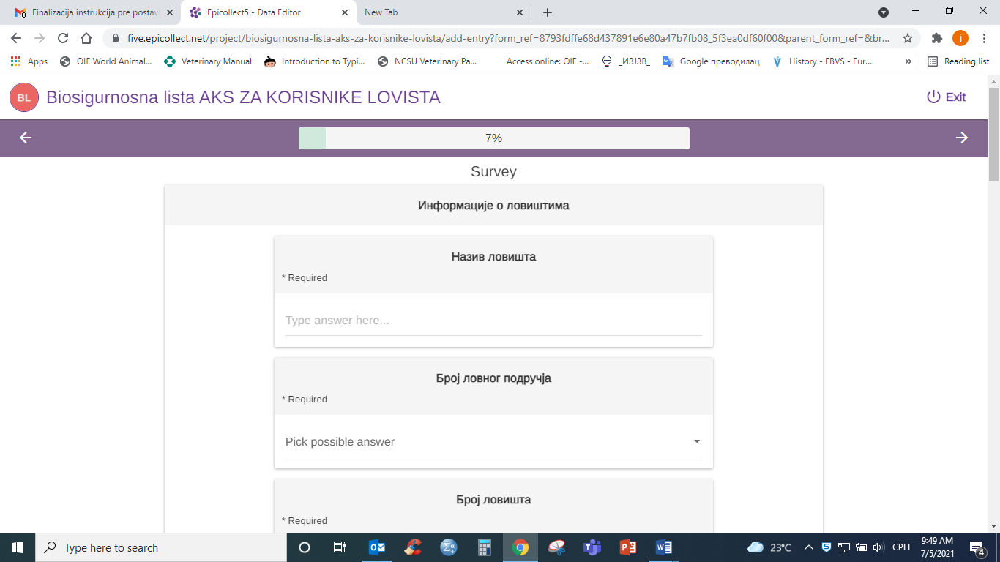 Finalizacija instrukcija pre postav
Epicollect5 - Data Editor
New Tab
five.epicollect.net/project/biosigurnosna-lista-aks-za-korisnike-lovista/add-entry?form_ref=8793fdffe68d437891e6e80a47b7fb08_5f3ea0df60f00&parent_form_ref=&br...
j
Apps
OIE World Animal...
Veterinary Manual
Introduction to Typi...
NCSU Veterinary Pa...
Access online: OIE -...
_ИЗЈЗВ_
Google преводилац
History - EBVS - Eur...
»
Reading list
BL
Biosigurnosna lista AKS ZA KORISNIKE LOVISTA
Exit
7%
Survey
Информације о ловиштима
Назив ловишта
* Required
Type answer here...
Број ловног подручја
* Required
Pick possible answer
Број ловишта
* Required
Type here to search
23°C
СРП
9:49 AM
7/5/2021
4